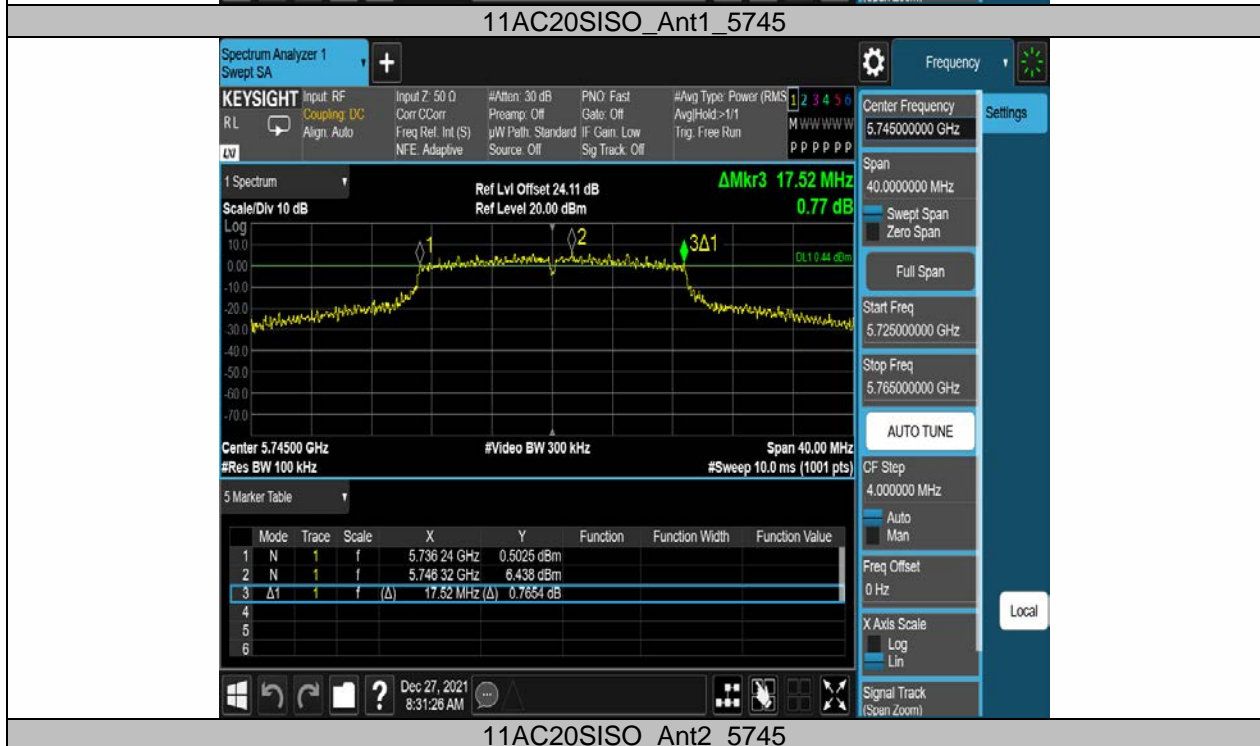 11AC20SISO_Ant1_5745
Spectrum Analyzer 1
Swept SA
+
Frequency
KEYSIGHT
RL
LXI
Input: RF
Coupling: DC
Align: Auto
Input Z: 50 Ω
Corr CCorr
Freq Ref: Int (S)
NFE: Adaptive
#Atten: 30 dB
Preamp: Off
µW Path: Standard
Source: Off
PNO: Fast
Gate: Off
IF Gain: Low
Sig Track: Off
#Avg Type: Power (RMS
Avg|Hold:>1/1
Trig: Free Run
1 2 3 4 5 6
M W W W W W
P P P P P P
1 Spectrum
Scale/Div 10 dB
Ref Lvl Offset 24.11 dB
Ref Level 20.00 dBm
ΔMkr3 17.52 MHz
0.77 dB
Log
10.0
0.00
-10.0
-20.0
-30.0
-40.0
-50.0
-60.0
-70.0
1
2
3Δ1
DL1 0.44 dBm
Center 5.74500 GHz
#Res BW 100 kHz
#Video BW 300 kHz
Span 40.00 MHz
#Sweep 10.0 ms (1001 pts)
5 Marker Table
Mode Trace Scale X Y Function Function Width Function Value
1 N 1 f 5.736 24 GHz 0.5025 dBm
2 N 1 f 5.746 32 GHz 6.438 dBm
3 Δ1 1 f (Δ) 17.52 MHz (Δ) 0.7654 dB
4
5
6
Center Frequency
5.745000000 GHz
Settings
Span
40.0000000 MHz
Swept Span
Zero Span
Full Span
Start Freq
5.725000000 GHz
Stop Freq
5.765000000 GHz
AUTO TUNE
CF Step
4.000000 MHz
Auto
Man
Freq Offset
0 Hz
X Axis Scale
Log
Lin
Local
Signal Track
(Span Zoom)
?
Dec 27, 2021
8:31:26 AM
11AC20SISO_Ant2_5745